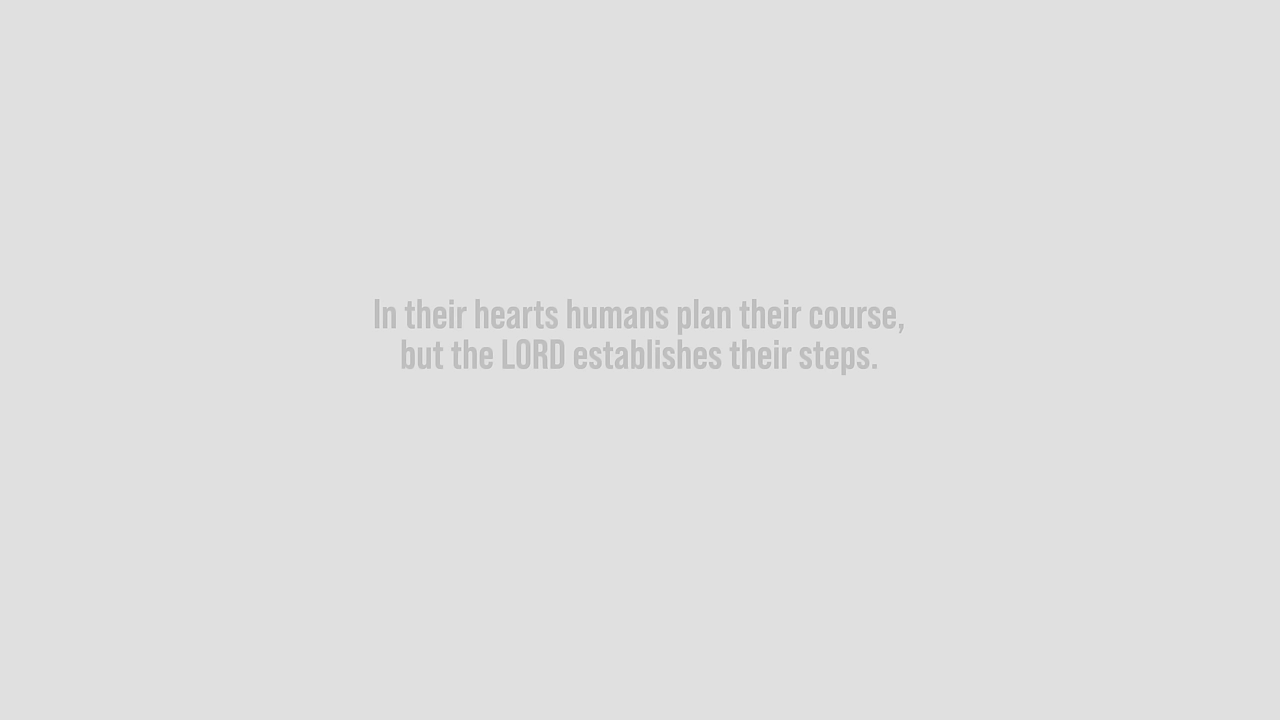 In their hearts humans plan their course,
but the LORD establishes their steps.